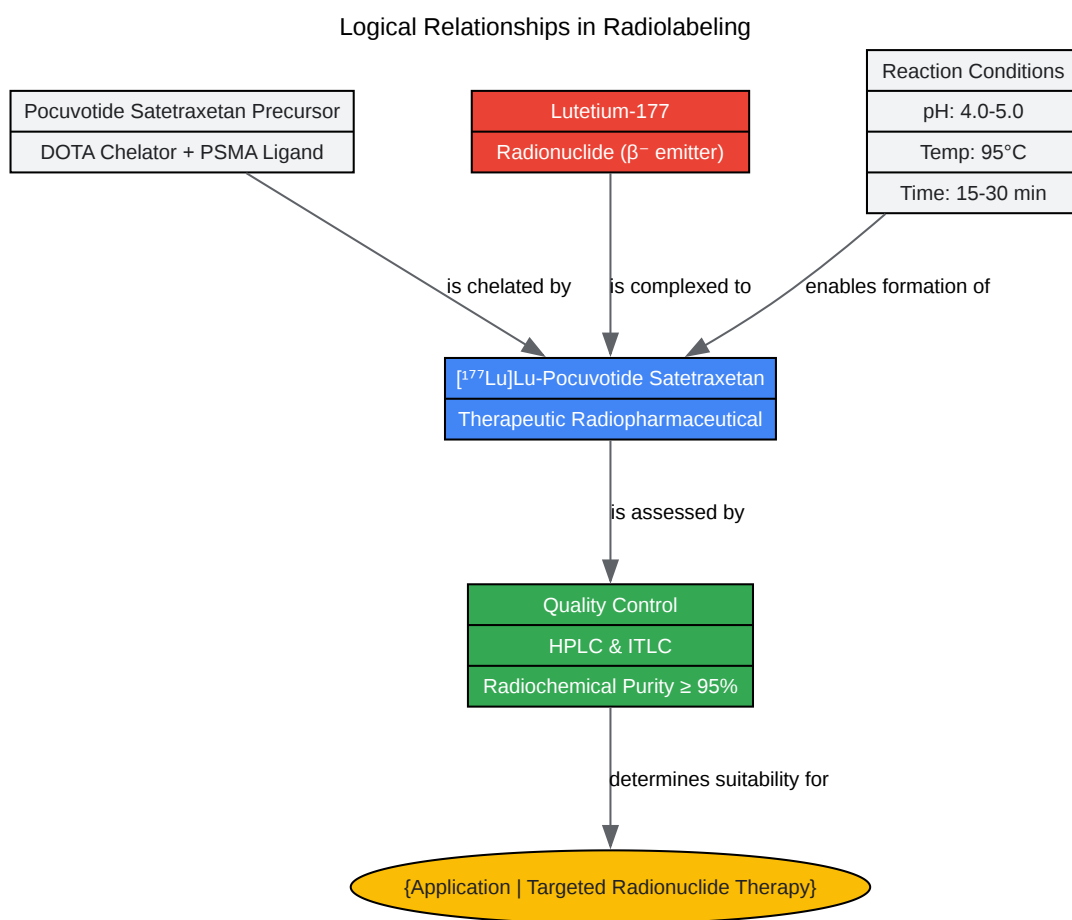 Logical Relationships in Radiolabeling
Pocuvotide Satetraxetan Precursor
DOTA Chelator + PSMA Ligand
Lutetium-177
Radionuclide (β⁻ emitter)
Reaction Conditions
pH: 4.0-5.0
Temp: 95°C
Time: 15-30 min
is chelated by
is complexed to
enables formation of
[¹⁷⁷Lu]Lu-Pocuvotide Satetraxetan
Therapeutic Radiopharmaceutical
is assessed by
Quality Control
HPLC & ITLC
Radiochemical Purity ≥ 95%
determines suitability for
{Application | Targeted Radionuclide Therapy}